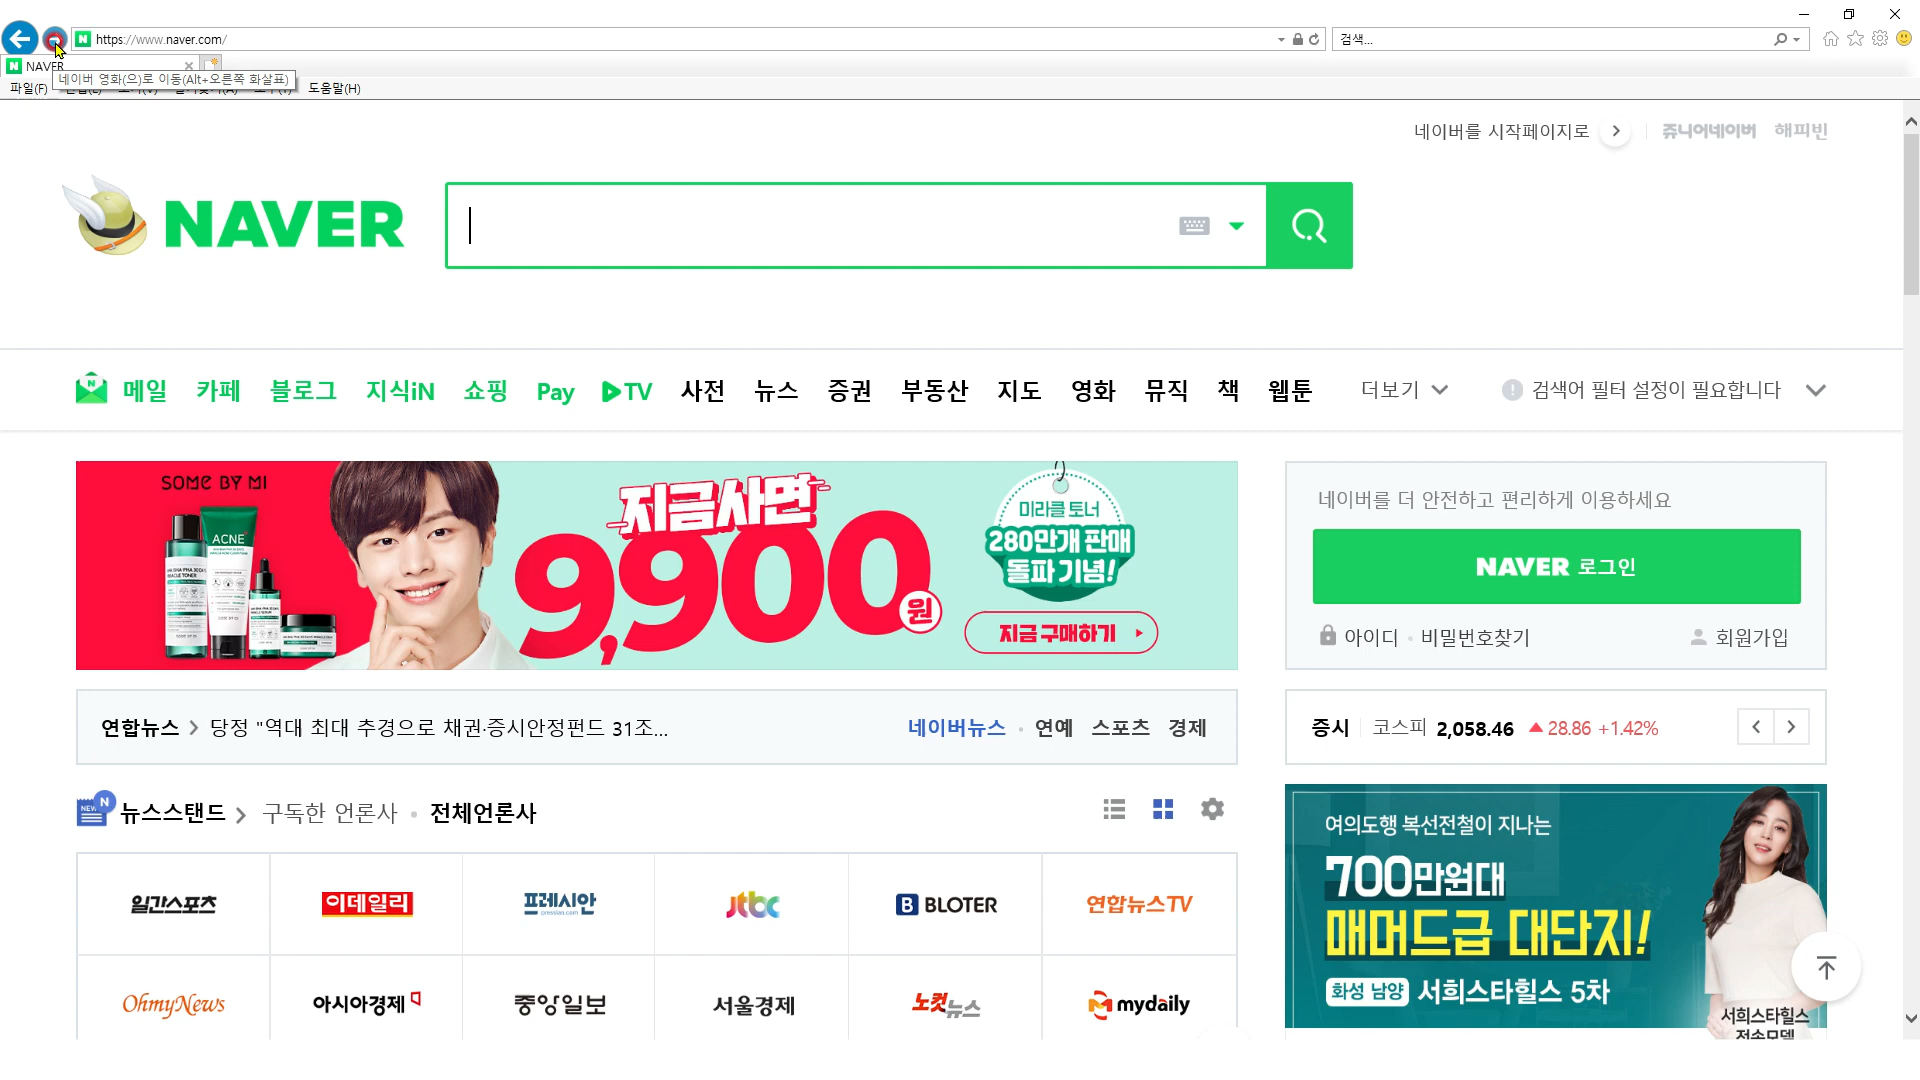 https://www.naver.com/
검색...
NAVER
네이버 영화(으)로 이동(Alt+오른쪽 화살표)
파일(F)
도움말(H)
네이버를 시작페이지로
쥬니어네이버 해피빈
NAVER
메일 카페 블로그 지식iN 쇼핑 Pay TV 사전 뉴스 증권 부동산 지도 영화 뮤직 책 웹툰 더보기
검색어 필터 설정이 필요합니다
SOME BY MI
ACNE
지금사면
9,900원
미라클 토너
280만개 판매
돌파 기념!
지금 구매하기
네이버를 더 안전하고 편리하게 이용하세요
NAVER 로그인
아이디 · 비밀번호찾기 회원가입
연합뉴스 > 당정 "역대 최대 추경으로 채권·증시안정펀드 31조...
네이버뉴스 · 연예 스포츠 경제
증시 코스피 2,058.46 ▲ 28.86 +1.42%
NEW N
뉴스스탠드 > 구독한 언론사 · 전체언론사
일간스포츠 이데일리 프레시안 jtbc B BLOTER 연합뉴스TV
pressian.com
OhmyNews 아시아경제 중앙일보 서울경제 노컷뉴스 mydaily
여의도행 복선전철이 지나는
700만원대
매머드급 대단지!
화성 남양 서희스타힐스 5차
서희스타힐스
전속모델